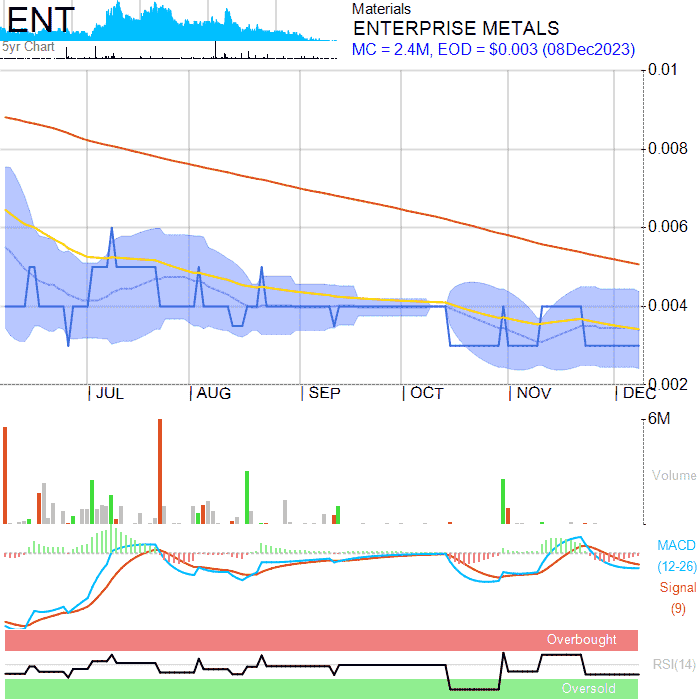 ENT
5yr Chart
Materials
ENTERPRISE METALS
MC = 2.4M, EOD = $0.003 (08Dec2023)
0.01
0.008
0.006
0.004
0.002
JUL AUG SEP OCT NOV DEC
6M
Volume
MACD
(12-26)
Signal
(9)
Overbought
RSI(14)
Oversold